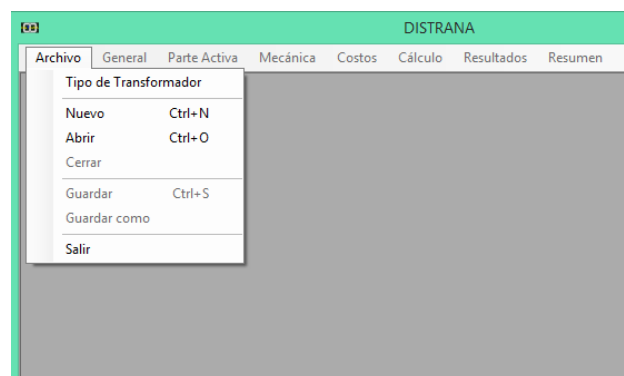 DISTRANA
Archivo General Parte Activa Mecánica Costos Cálculo Resultados Resumen
Tipo de Transformador
Nuevo Ctrl+N
Abrir Ctrl+O
Cerrar
Guardar Ctrl+S
Guardar como
Salir